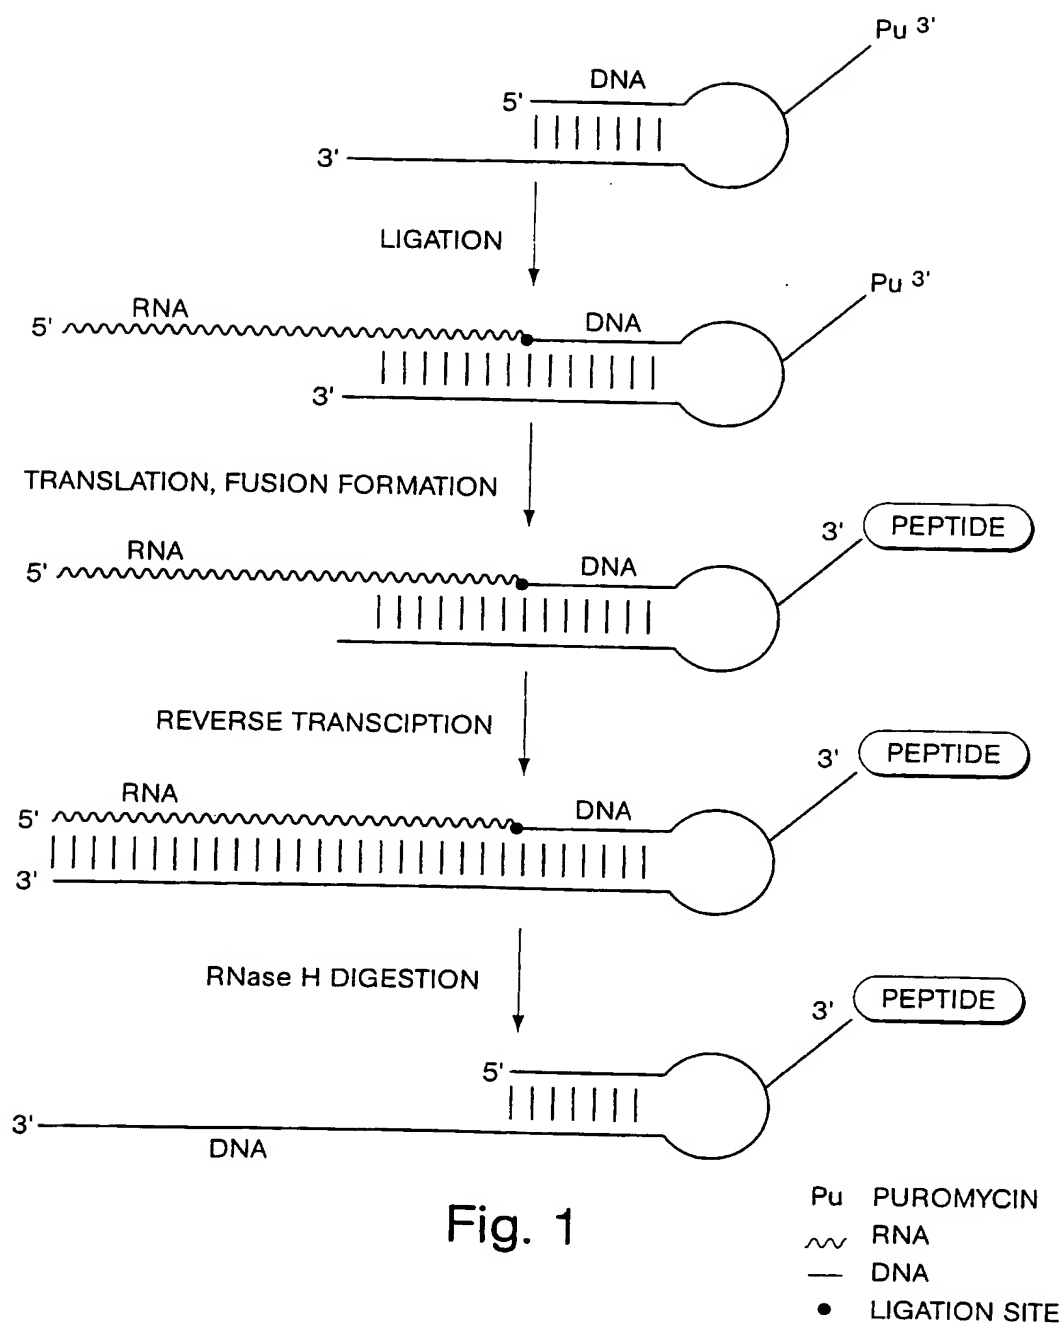 Pu 3'
DNA
5'
3'
LIGATION
Pu 3'
RNA
5'
DNA
3'
TRANSLATION, FUSION FORMATION
3' PEPTIDE
RNA
5'
DNA
REVERSE TRANSCIPTION
3' PEPTIDE
RNA
5'
DNA
3'
RNase H DIGESTION
3' PEPTIDE
5'
3'
DNA
Fig. 1
Pu PUROMYCIN
RNA
DNA
LIGATION SITE